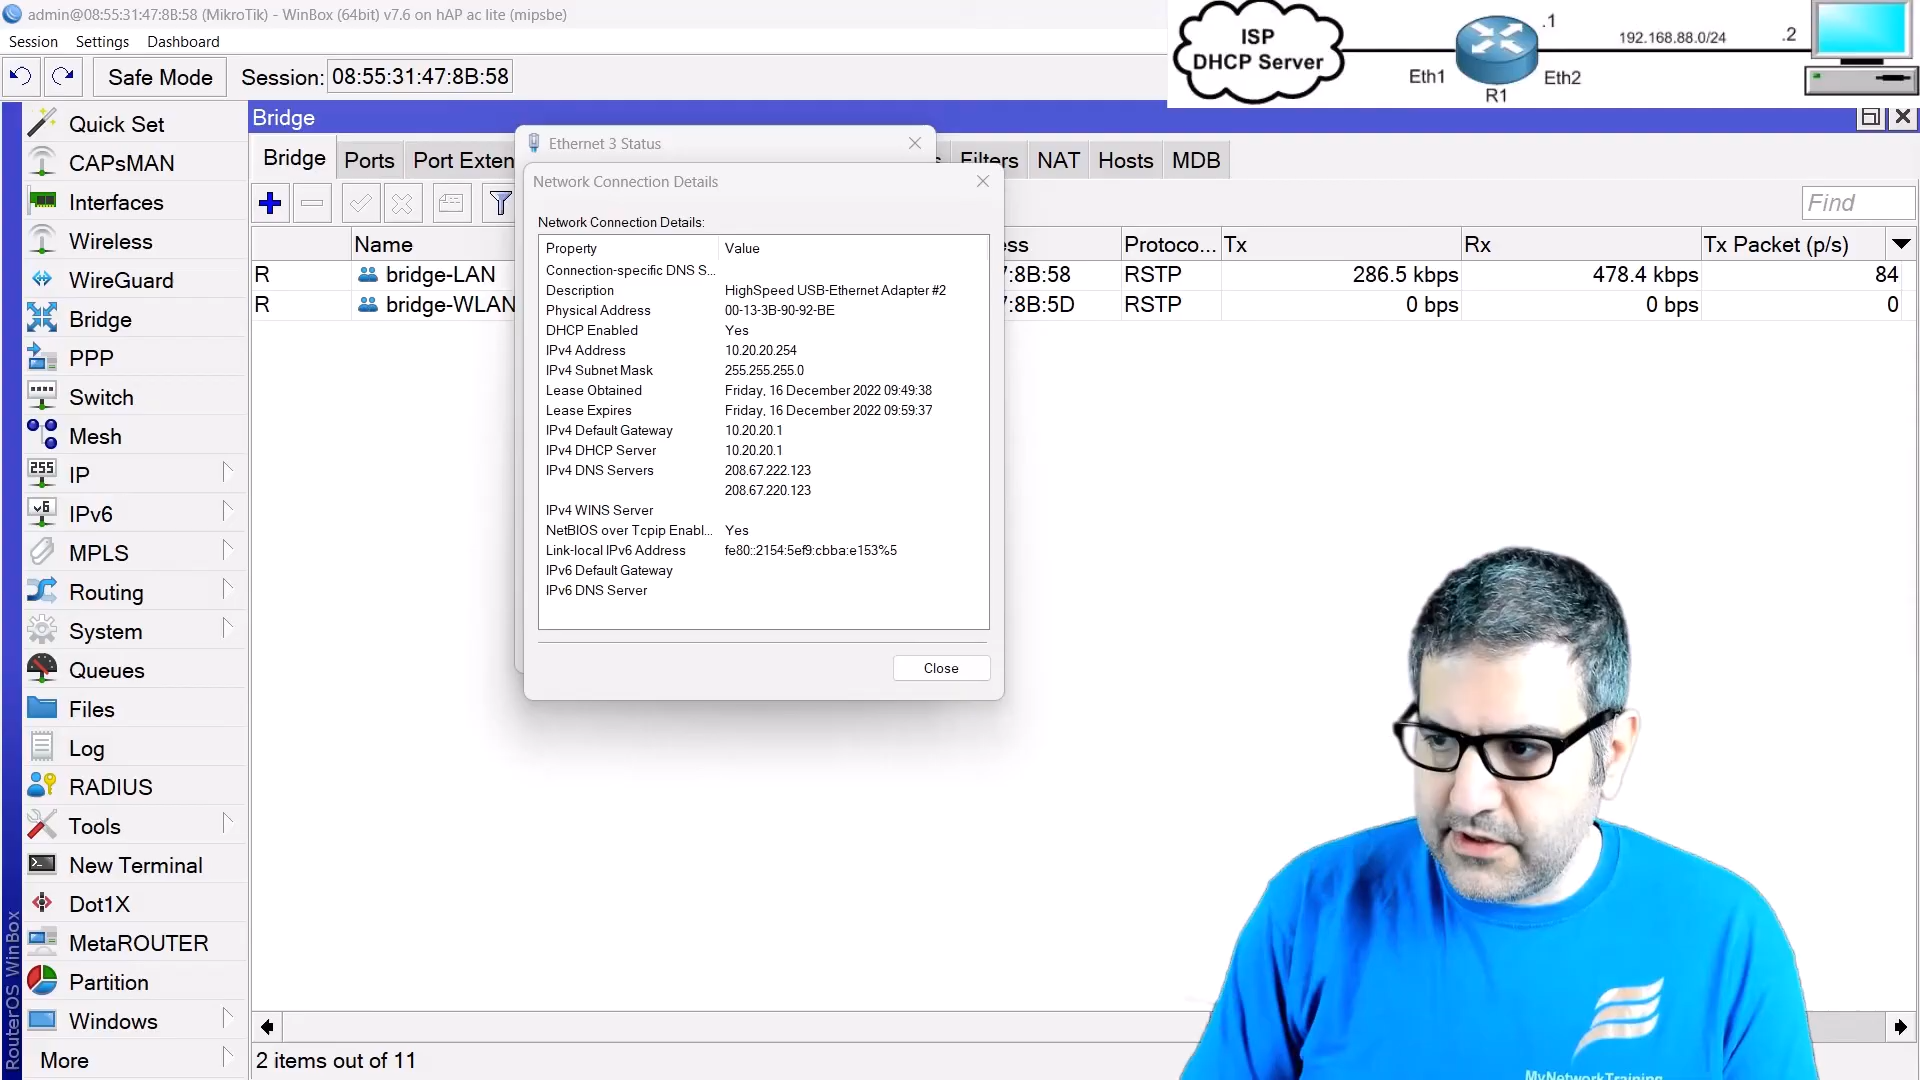 admin@08:55:31:47:8B:58 (MikroTik) - WinBox (64bit) v7.6 on hAP ac lite (mipsbe)
Session Settings Dashboard
Safe Mode Session: 08:55:31:47:8B:58
ISP
DHCP Server
Eth1
R1
.1
Eth2
192.168.88.0/24
.2
Quick Set
CAPsMAN
Interfaces
Wireless
WireGuard
Bridge
PPP
Switch
Mesh
IP
IPv6
MPLS
Routing
System
Queues
Files
Log
RADIUS
Tools
New Terminal
Dot1X
MetaROUTER
Partition
Windows
More
RouterOS WinBox
Bridge
Bridge Ports Port Exten Filters NAT Hosts MDB
Find
Name ss Protoco... Tx Rx Tx Packet (p/s)
R bridge-LAN 7:8B:58 RSTP 286.5 kbps 478.4 kbps 84
R bridge-WLAN 7:8B:5D RSTP 0 bps 0 bps 0
Ethernet 3 Status
Network Connection Details
Network Connection Details:
Property Value
Connection-specific DNS S...
Description HighSpeed USB-Ethernet Adapter #2
Physical Address 00-13-3B-90-92-BE
DHCP Enabled Yes
IPv4 Address 10.20.20.254
IPv4 Subnet Mask 255.255.255.0
Lease Obtained Friday, 16 December 2022 09:49:38
Lease Expires Friday, 16 December 2022 09:59:37
IPv4 Default Gateway 10.20.20.1
IPv4 DHCP Server 10.20.20.1
IPv4 DNS Servers 208.67.222.123
208.67.220.123
IPv4 WINS Server
NetBIOS over Tcpip Enabl... Yes
Link-local IPv6 Address fe80::2154:5ef9:cbba:e153%5
IPv6 Default Gateway
IPv6 DNS Server
Close
2 items out of 11
MyNetworkTraining